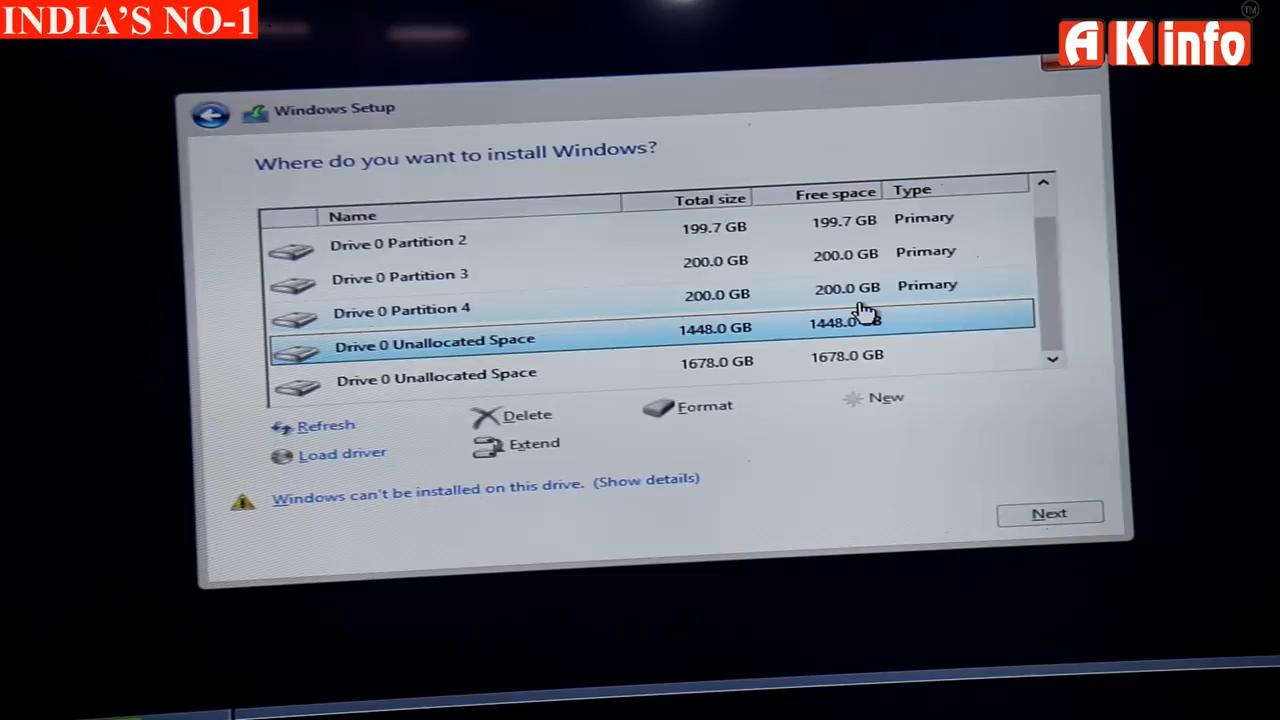 INDIA'S NO-1
TM
AK info
Windows Setup
Where do you want to install Windows?
Name Total size Free space Type
Drive 0 Partition 2 199.7 GB 199.7 GB Primary
Drive 0 Partition 3 200.0 GB 200.0 GB Primary
Drive 0 Partition 4 200.0 GB 200.0 GB Primary
Drive 0 Unallocated Space 1448.0 GB 1448.0 GB
Drive 0 Unallocated Space 1678.0 GB 1678.0 GB
Refresh Delete Format New
Load driver Extend
Windows can't be installed on this drive. (Show details)
Next